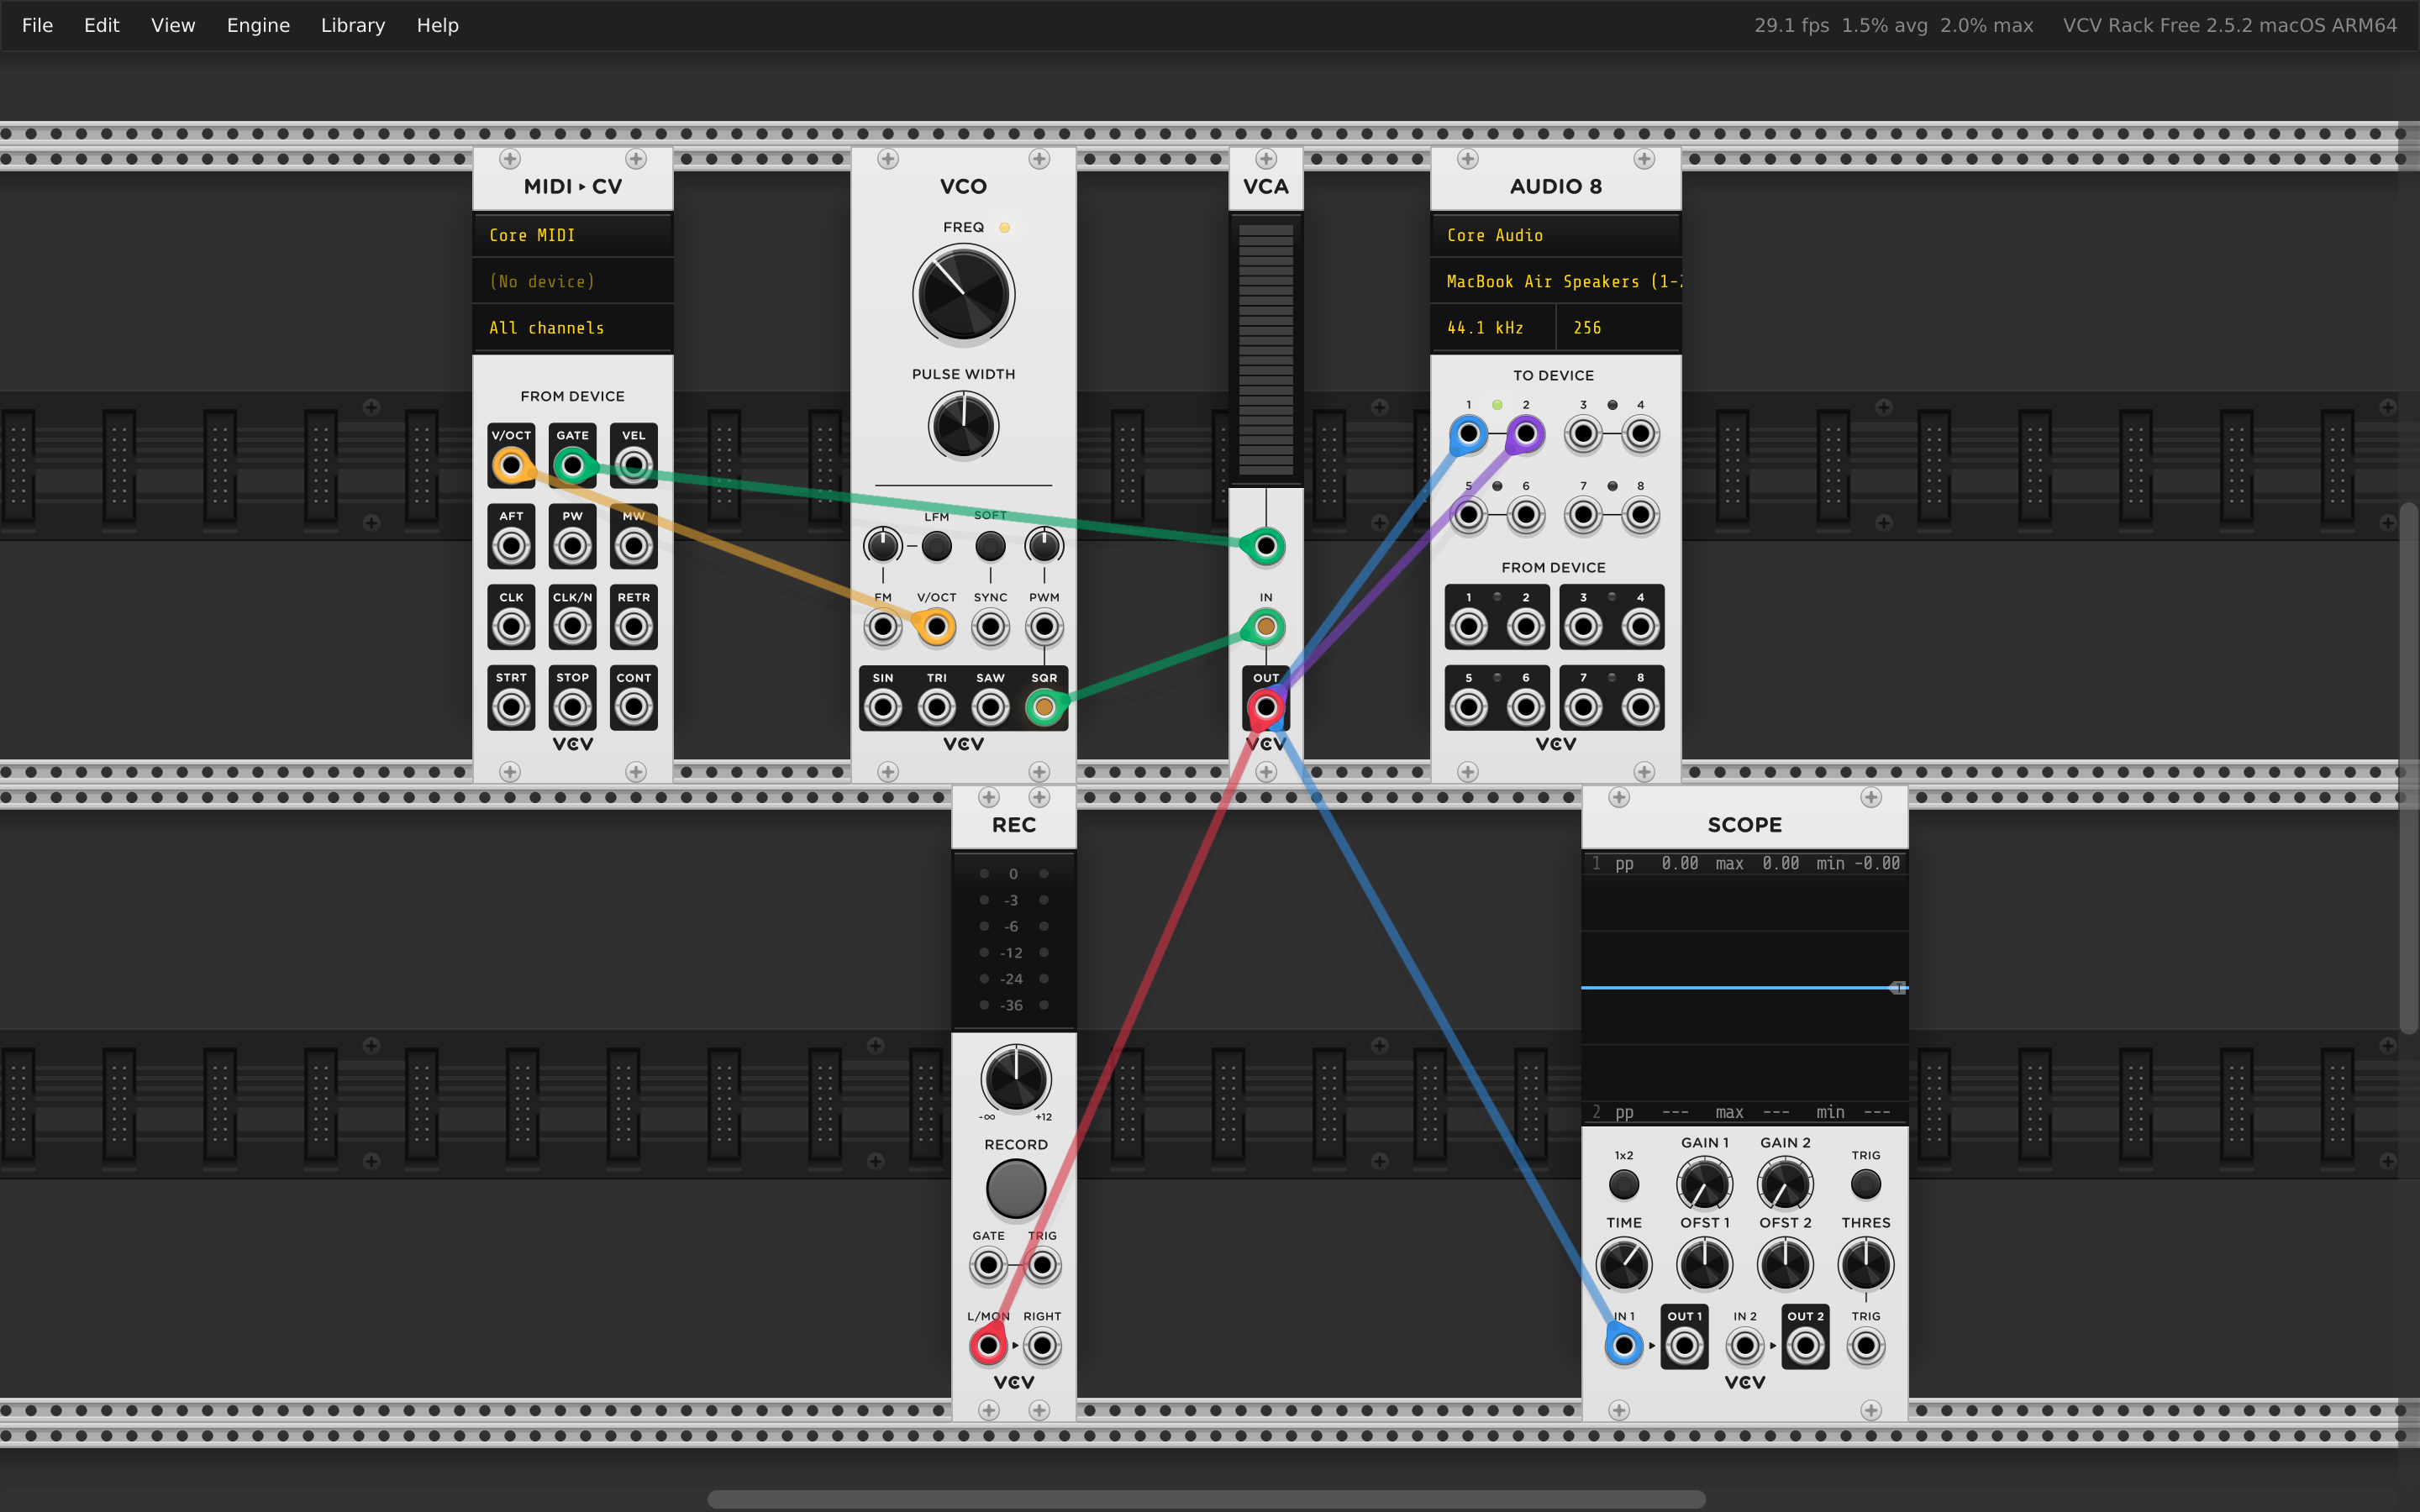 File Edit View Engine Library Help 29.1 fps 1.5% avg 2.0% max VCV Rack Free 2.5.2 macOS ARM64
MIDI ▸ CV
Core MIDI
(No device)
All channels
FROM DEVICE
V/OCT GATE VEL
AFT PW MW
CLK CLK/N RETR
STRT STOP CONT
VCV
VCO
FREQ
PULSE WIDTH
LFM SOFT
FM V/OCT SYNC PWM
SIN TRI SAW SQR
VCV
VCA
IN
OUT
VCV
AUDIO 8
Core Audio
MacBook Air Speakers (1-
44.1 kHz 256
TO DEVICE
1 2 3 4
5 6 7 8
FROM DEVICE
1 2 3 4
5 6 7 8
VCV
REC
0
-3
-6
-12
-24
-36
-∞ +12
RECORD
GATE TRIG
L/MON RIGHT
VCV
SCOPE
1 pp 0.00 max 0.00 min -0.00
T
2 pp --- max --- min ---
1x2 GAIN 1 GAIN 2 TRIG
TIME OFST 1 OFST 2 THRES
IN 1 OUT 1 IN 2 OUT 2 TRIG
VCV